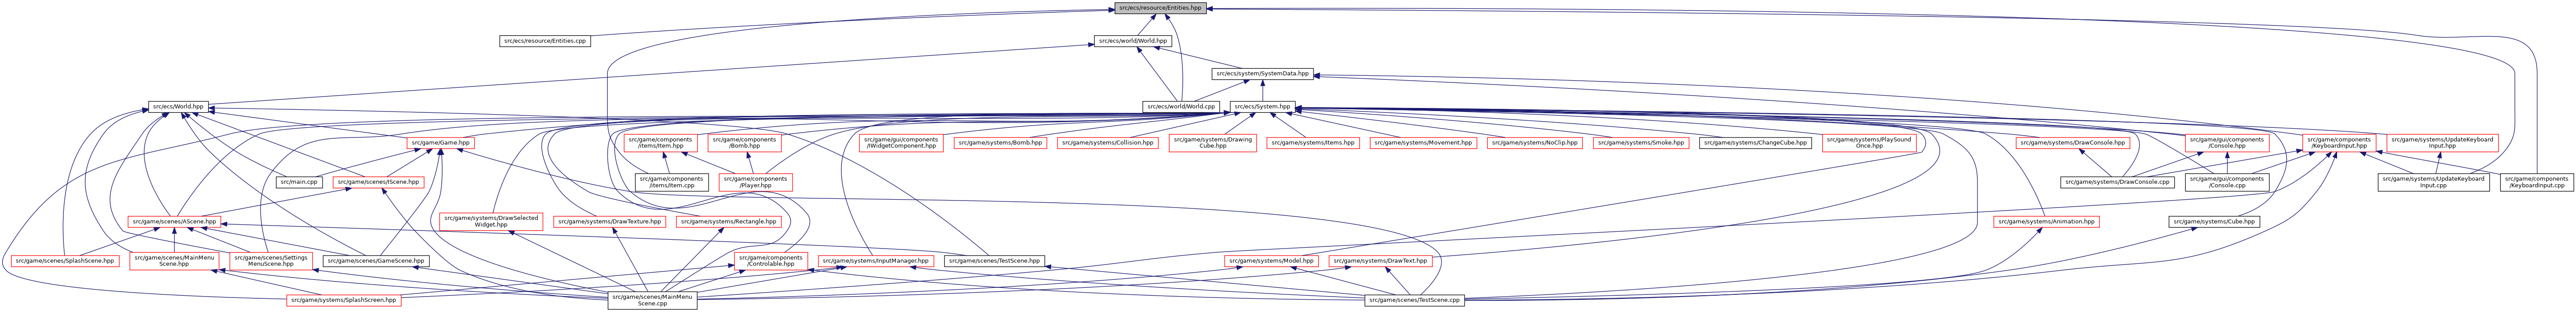 src/ecs/resource/Entities.hpp
src/ecs/resource/Entities.cpp
src/ecs/world/World.hpp
src/ecs/system/SystemData.hpp
src/ecs/World.hpp
src/ecs/world/World.cpp
src/ecs/System.hpp
src/game/Game.hpp
src/game/components
/items/Item.hpp
src/game/components
/Bomb.hpp
src/game/gui/components
/IWidgetComponent.hpp
src/game/systems/Bomb.hpp
src/game/systems/Collision.hpp
src/game/systems/Drawing
Cube.hpp
src/game/systems/Items.hpp
src/game/systems/Movement.hpp
src/game/systems/NoClip.hpp
src/game/systems/Smoke.hpp
src/game/systems/ChangeCube.hpp
src/game/systems/PlaySound
Once.hpp
src/game/systems/DrawConsole.hpp
src/game/gui/components
/Console.hpp
src/game/components
/KeyboardInput.hpp
src/game/systems/UpdateKeyboard
Input.hpp
src/main.cpp
src/game/scenes/IScene.hpp
src/game/components
/items/Item.cpp
src/game/components
/Player.hpp
src/game/systems/DrawConsole.cpp
src/game/gui/components
/Console.cpp
src/game/systems/UpdateKeyboard
Input.cpp
src/game/components
/KeyboardInput.cpp
src/game/scenes/AScene.hpp
src/game/systems/DrawSelected
Widget.hpp
src/game/systems/DrawTexture.hpp
src/game/systems/Rectangle.hpp
src/game/systems/Animation.hpp
src/game/systems/Cube.hpp
src/game/scenes/SplashScene.hpp
src/game/scenes/MainMenu
Scene.hpp
src/game/scenes/Settings
MenuScene.hpp
src/game/scenes/GameScene.hpp
src/game/components
/Controlable.hpp
src/game/systems/InputManager.hpp
src/game/scenes/TestScene.hpp
src/game/systems/Model.hpp
src/game/systems/DrawText.hpp
src/game/systems/SplashScreen.hpp
src/game/scenes/MainMenu
Scene.cpp
src/game/scenes/TestScene.cpp